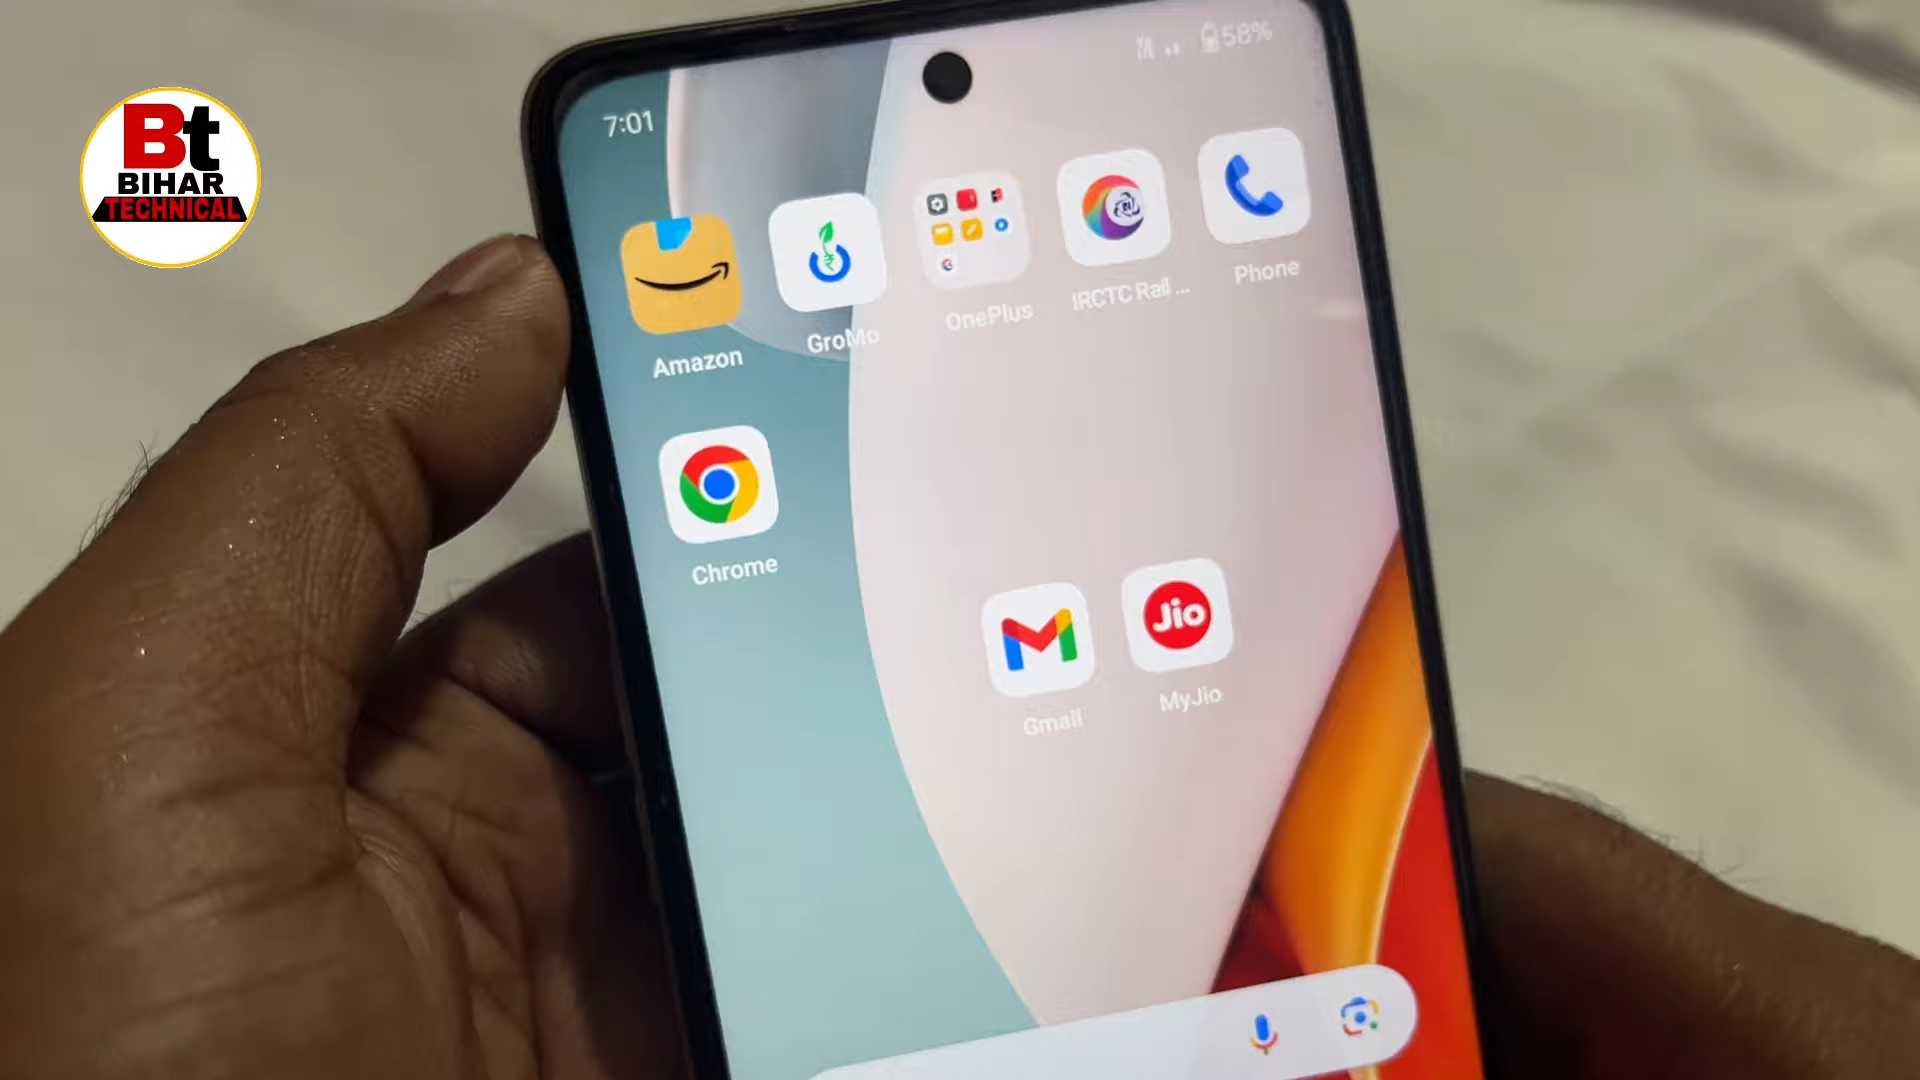 Bt
BIHAR
TECHNICAL
7:01
58%
Amazon
GroMo
OnePlus
IRCTC Rail ...
Phone
Chrome
Jio
Gmail
MyJio